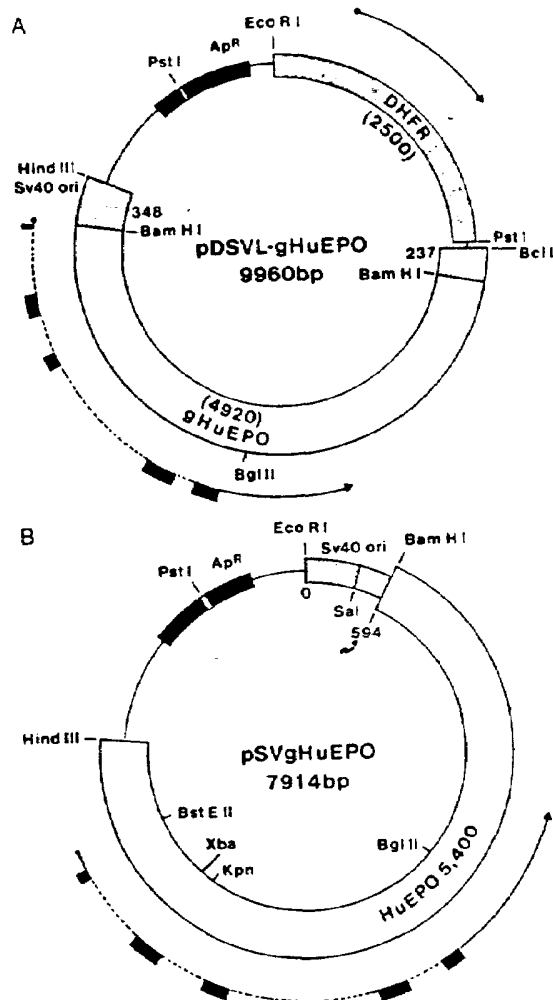 A
Eco R I
Ap^R
Pst I
DHFR
(2500)
Hind III
Sv40 ori
348
Bam H I
pDSVL-gHuEPO
9960bp
237
Pst I
Bcl I
Bam H I
(4920)
gHuEPO
Bgl II
B
Eco R I
Sv40 ori
Bam H I
Ap^R
Pst I
0
Sal
594
Hind III
pSVgHuEPO
7914bp
Bst E II
Xba
Kpn
Bgl II
HuEPO 5,400